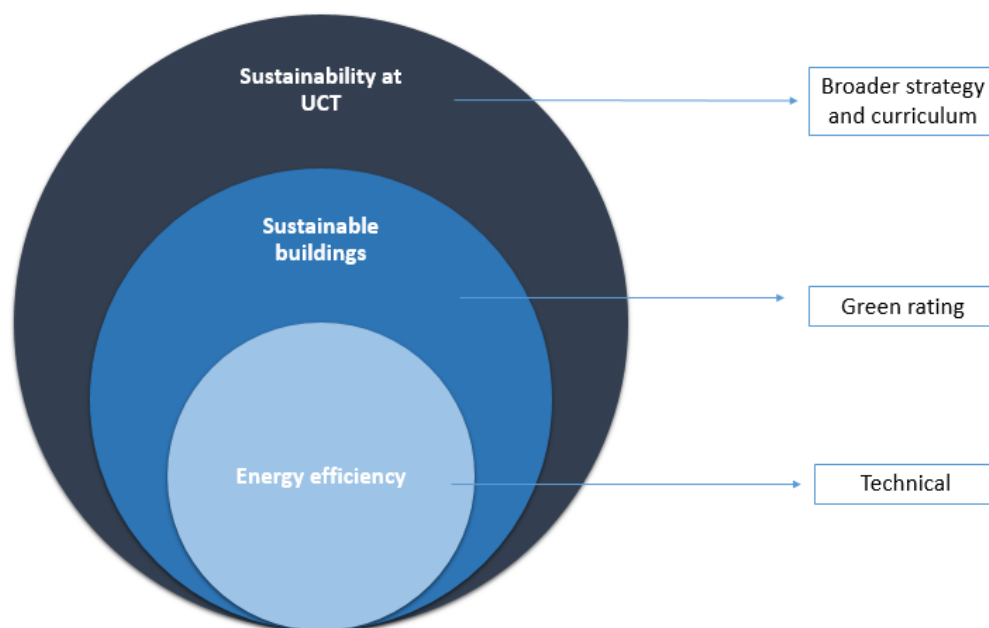 Sustainability at
UCT
Broader strategy
and curriculum
Sustainable
buildings
Green rating
Energy efficiency
Technical